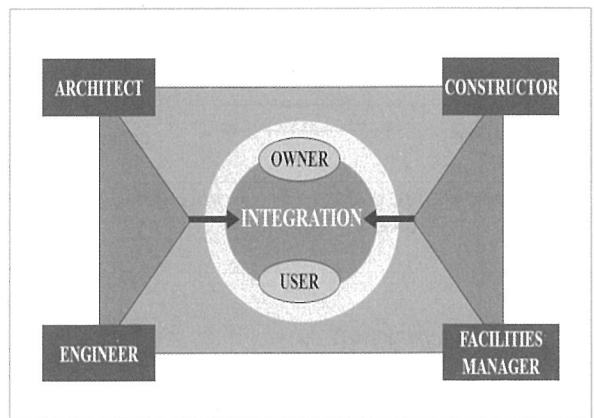 ARCHITECT
CONSTRUCTOR
OWNER
INTEGRATION
USER
ENGINEER
FACILITIES
MANAGER